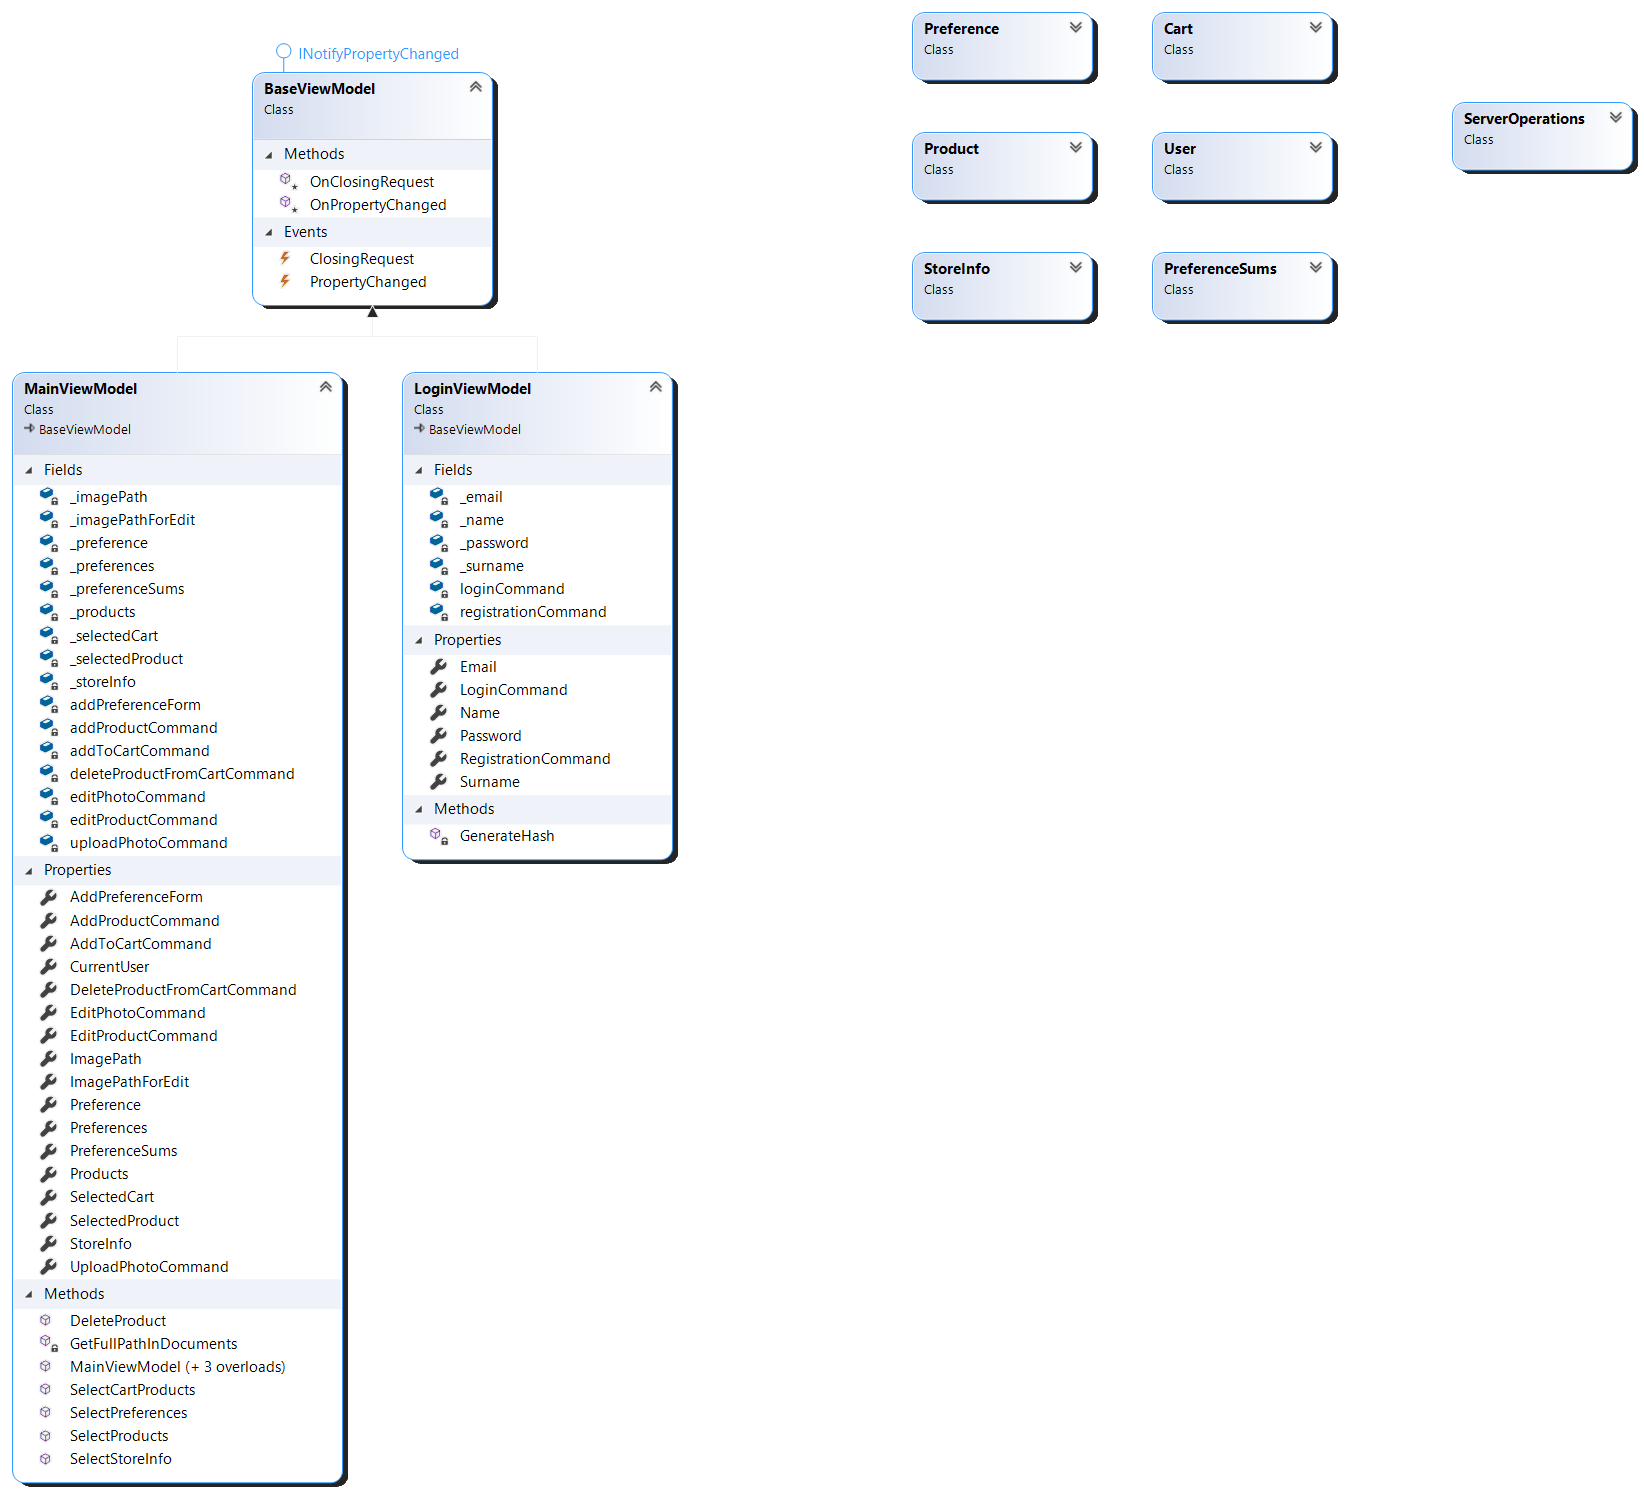 INotifyPropertyChanged
BaseViewModel
Class
Methods
OnClosingRequest
OnPropertyChanged
Events
ClosingRequest
PropertyChanged
MainViewModel
Class
BaseViewModel
Fields
_imagePath
_imagePathForEdit
_preference
_preferences
_preferenceSums
_products
_selectedCart
_selectedProduct
_storeInfo
addPreferenceForm
addProductCommand
addToCartCommand
deleteProductFromCartCommand
editPhotoCommand
editProductCommand
uploadPhotoCommand
Properties
AddPreferenceForm
AddProductCommand
AddToCartCommand
CurrentUser
DeleteProductFromCartCommand
EditPhotoCommand
EditProductCommand
ImagePath
ImagePathForEdit
Preference
Preferences
PreferenceSums
Products
SelectedCart
SelectedProduct
StoreInfo
UploadPhotoCommand
Methods
DeleteProduct
GetFullPathInDocuments
MainViewModel (+ 3 overloads)
SelectCartProducts
SelectPreferences
SelectProducts
SelectStoreInfo
LoginViewModel
Class
BaseViewModel
Fields
_email
_name
_password
_surname
loginCommand
registrationCommand
Properties
Email
LoginCommand
Name
Password
RegistrationCommand
Surname
Methods
GenerateHash
Preference
Class
Cart
Class
Product
Class
User
Class
StoreInfo
Class
PreferenceSums
Class
ServerOperations
Class